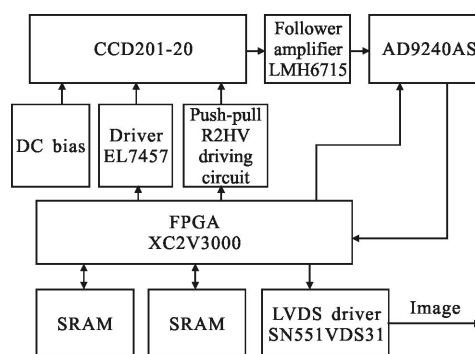 CCD201-20
Follower
amplifier
LMH6715
AD9240AS
DC bias
Driver
EL7457
Push-pull
R2HV
driving
circuit
FPGA
XC2V3000
SRAM
SRAM
LVDS driver
SN551VDS31
Image